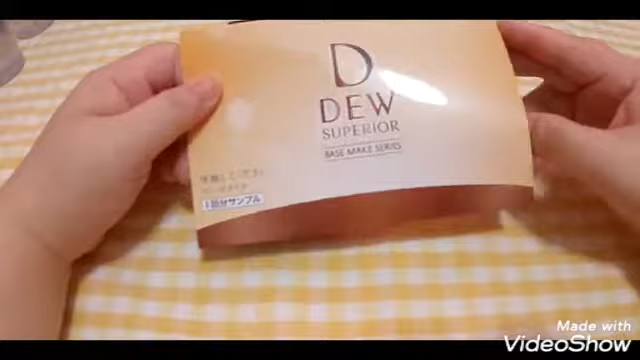 D
DEW
SUPERIOR
BASE MAKE SERIES
1回分サンプル
Made with
VideoShow